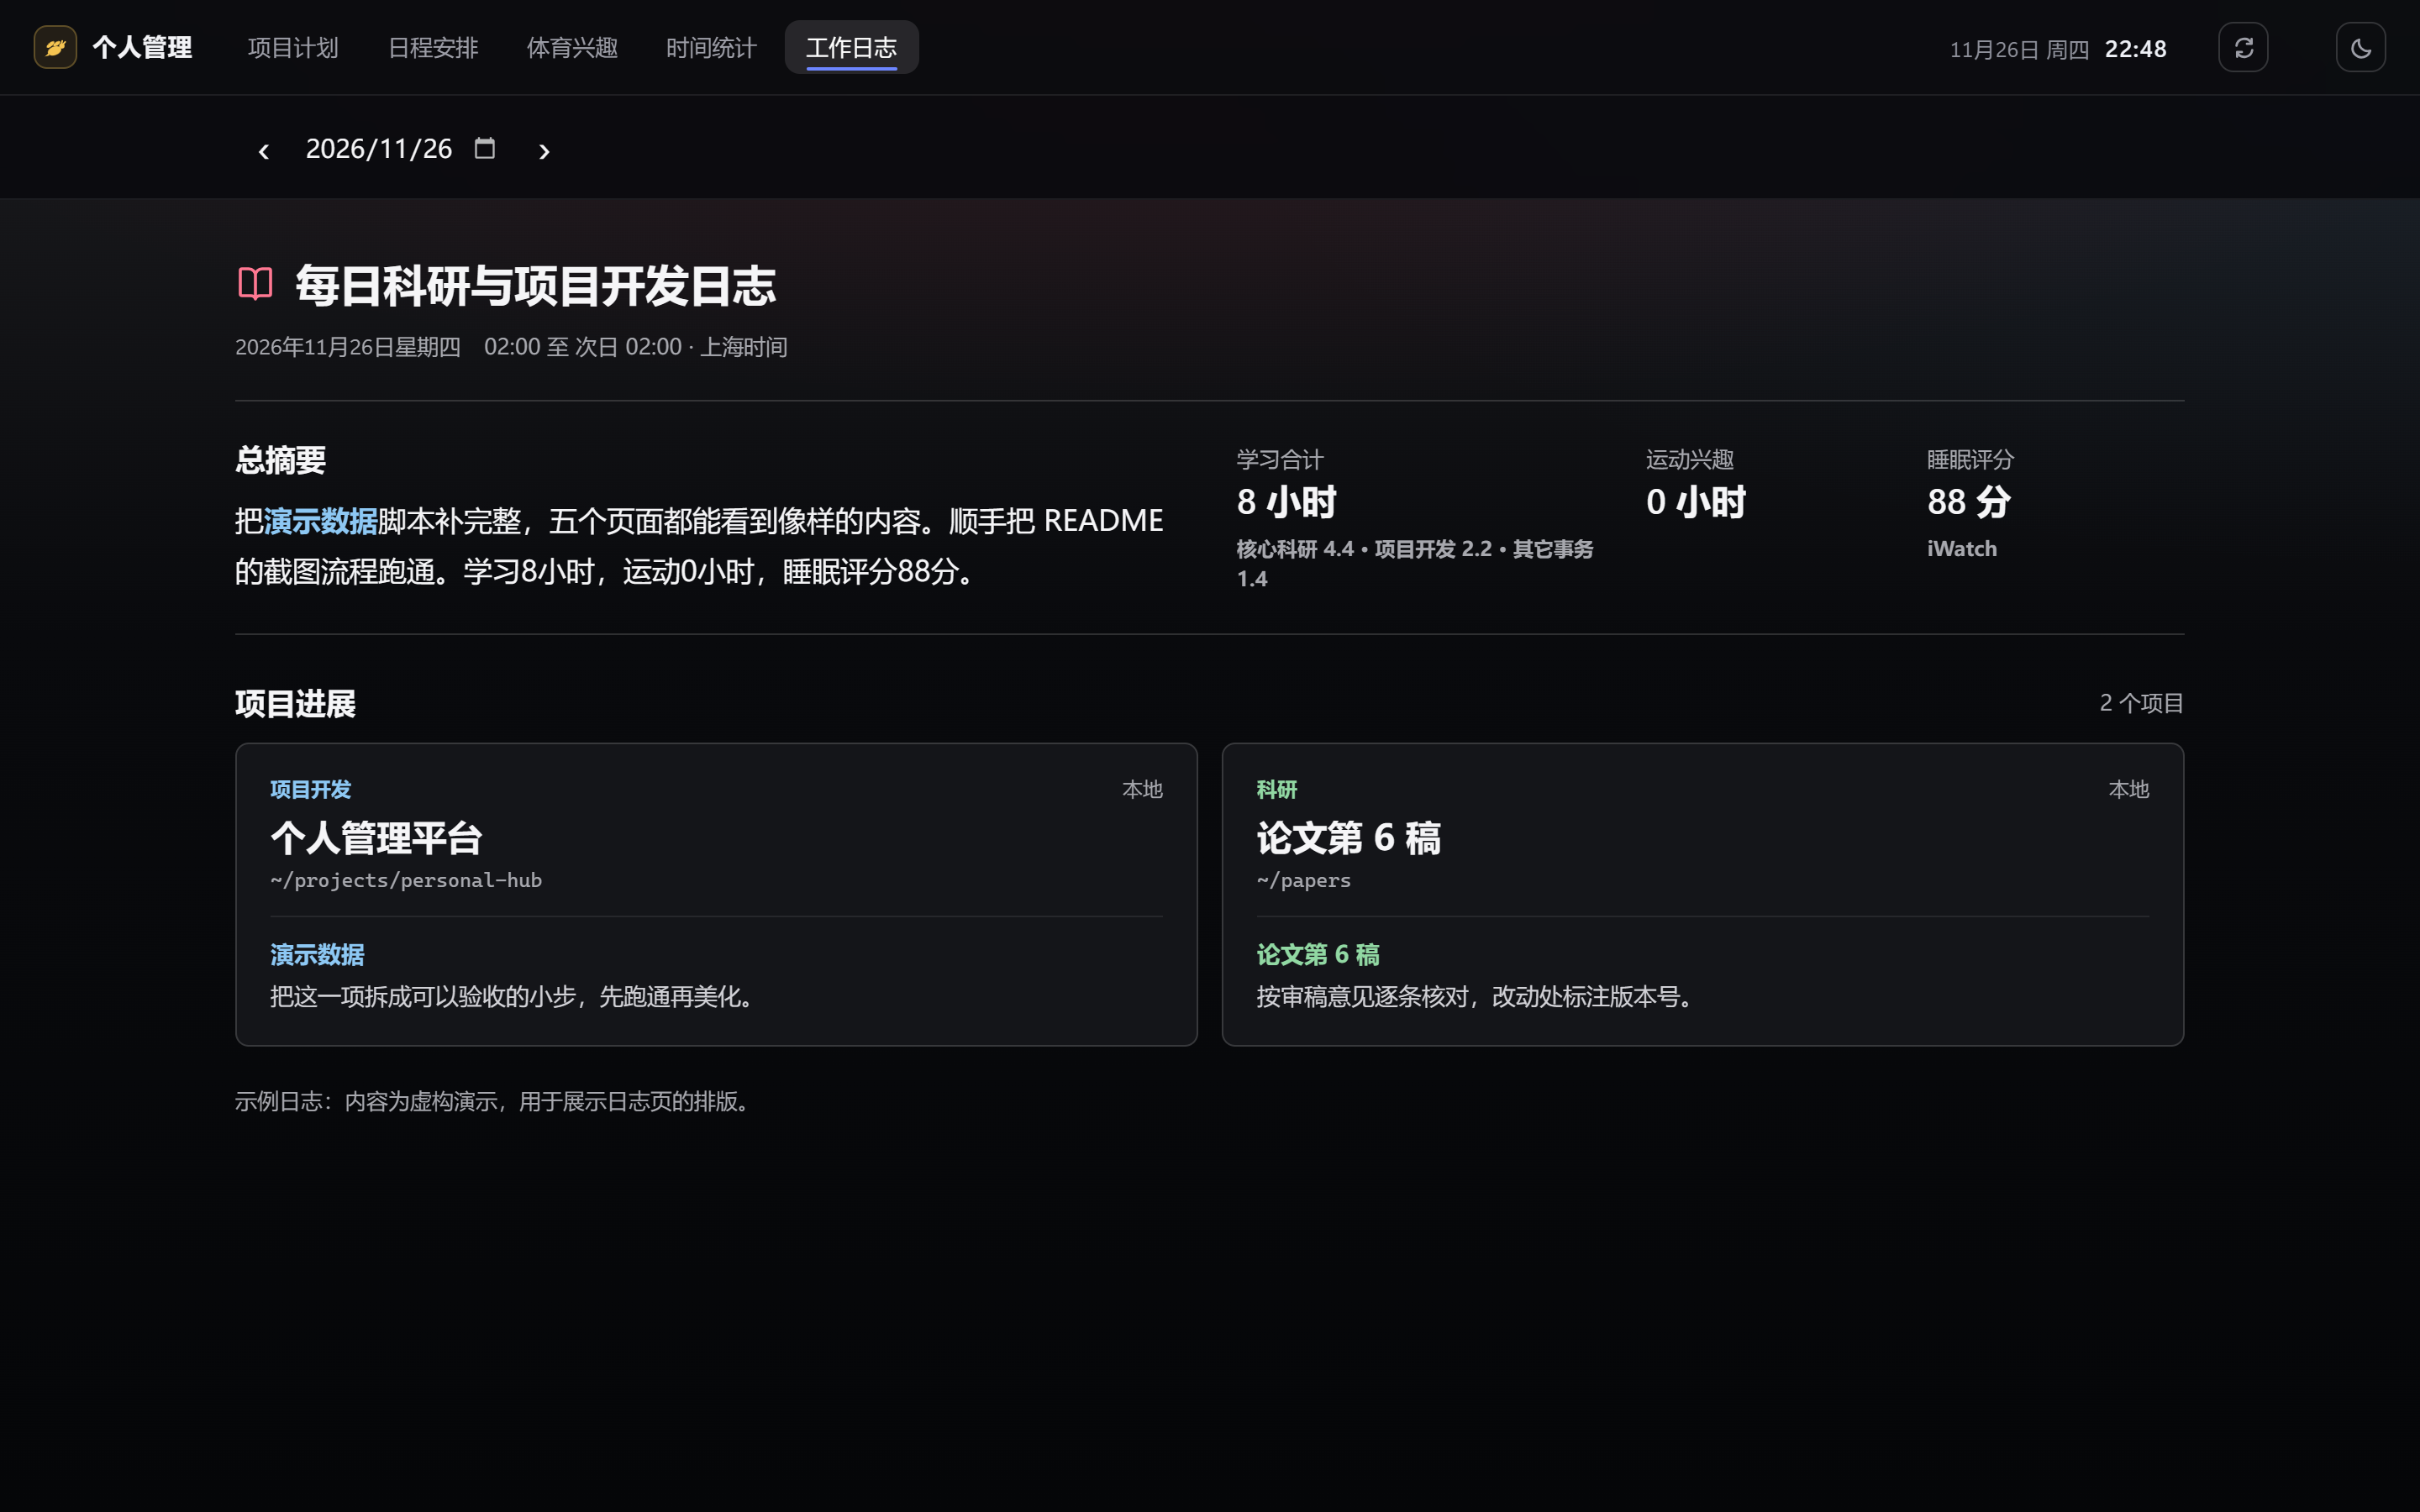 个人管理
项目计划
日程安排
体育兴趣
时间统计
工作日志
11月26日 周四 22:48
2026/11/26
每日科研与项目开发日志
2026年11月26日星期四 02:00 至 次日 02:00 · 上海时间
总摘要
把演示数据脚本补完整，五个页面都能看到像样的内容。顺手把 README
的截图流程跑通。学习8小时，运动0小时，睡眠评分88分。
学习合计
8 小时
核心科研 4.4 • 项目开发 2.2 • 其它事务
1.4
运动兴趣
0 小时
睡眠评分
88 分
iWatch
项目进展
2 个项目
项目开发
本地
个人管理平台
~/projects/personal-hub
演示数据
把这一项拆成可以验收的小步，先跑通再美化。
科研
本地
论文第 6 稿
~/papers
论文第 6 稿
按审稿意见逐条核对，改动处标注版本号。
示例日志：内容为虚构演示，用于展示日志页的排版。